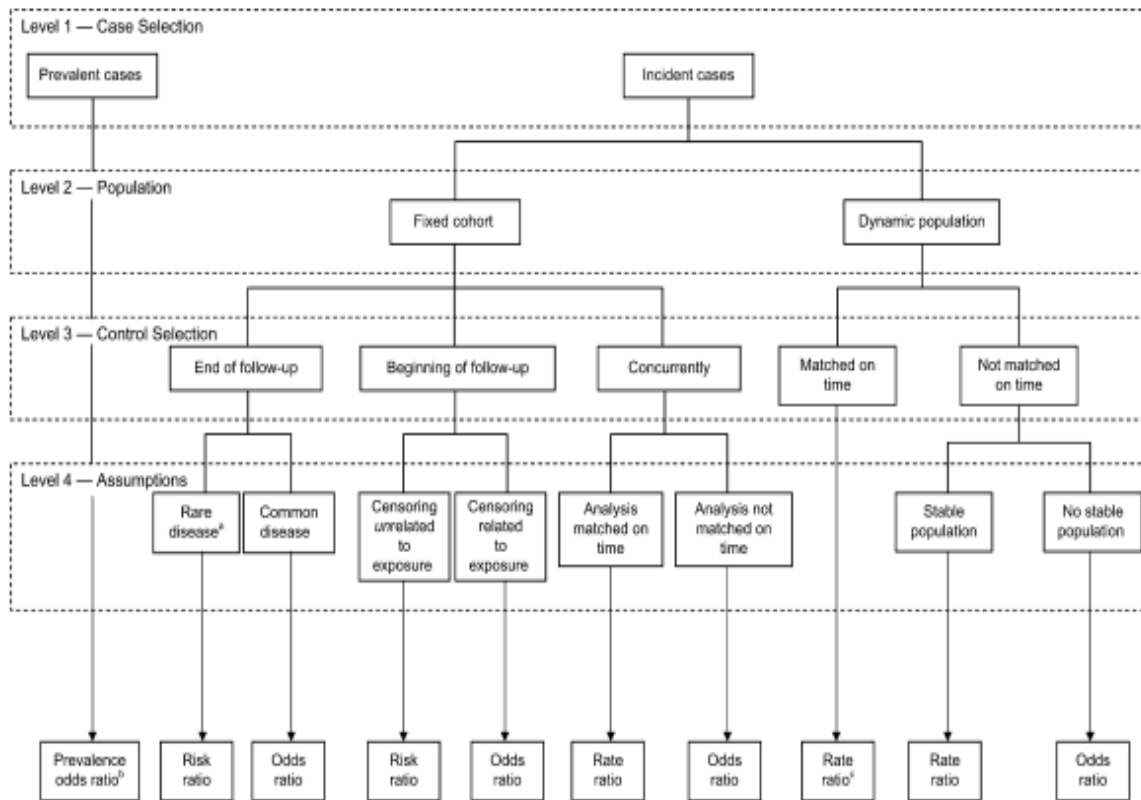 Level 1 — Case Selection
Prevalent cases
Incident cases
Level 2 — Population
Fixed cohort
Dynamic population
Level 3 — Control Selection
End of follow-up
Beginning of follow-up
Concurrently
Matched on
time
Not matched
on time
Level 4 — Assumptions
Rare
diseaseª
Common
disease
Censoring
unrelated
to
exposure
Censoring
related
to
exposure
Analysis
matched on
time
Analysis not
matched on
time
Stable
population
No stable
population
Prevalence
odds ratioᵇ
Risk
ratio
Odds
ratio
Risk
ratio
Odds
ratio
Rate
ratio
Odds
ratio
Rate
ratioᶜ
Rate
ratio
Odds
ratio